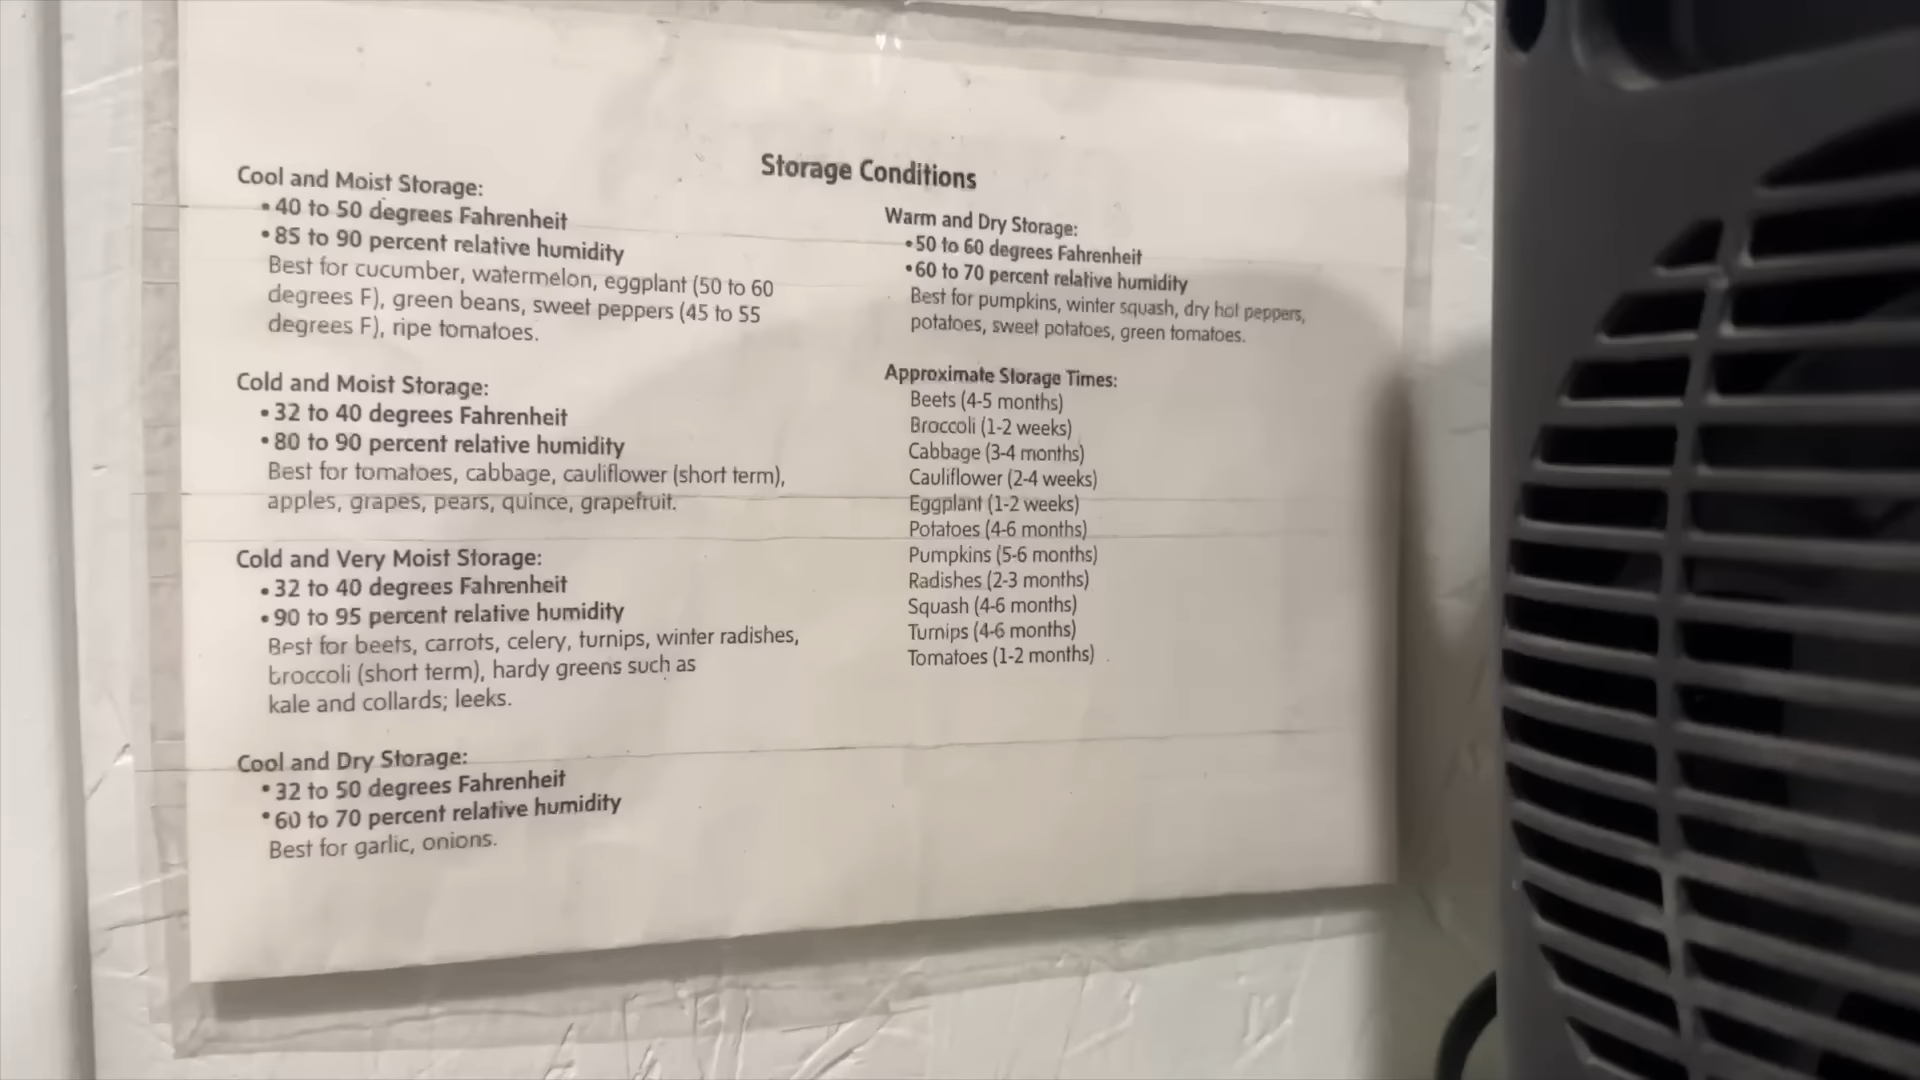 Storage Conditions
Cool and Moist Storage:
• 40 to 50 degrees Fahrenheit
• 85 to 90 percent relative humidity
Best for cucumber, watermelon, eggplant (50 to 60
degrees F), green beans, sweet peppers (45 to 55
degrees F), ripe tomatoes.
Cold and Moist Storage:
• 32 to 40 degrees Fahrenheit
• 80 to 90 percent relative humidity
Best for tomatoes, cabbage, cauliflower (short term),
apples, grapes, pears, quince, grapefruit.
Cold and Very Moist Storage:
• 32 to 40 degrees Fahrenheit
• 90 to 95 percent relative humidity
Best for beets, carrots, celery, turnips, winter radishes,
broccoli (short term), hardy greens such as
kale and collards; leeks.
Cool and Dry Storage:
• 32 to 50 degrees Fahrenheit
• 60 to 70 percent relative humidity
Best for garlic, onions.
Warm and Dry Storage:
• 50 to 60 degrees Fahrenheit
• 60 to 70 percent relative humidity
Best for pumpkins, winter squash, dry hot peppers,
potatoes, sweet potatoes, green tomatoes.
Approximate Storage Times:
Beets (4-5 months)
Broccoli (1-2 weeks)
Cabbage (3-4 months)
Cauliflower (2-4 weeks)
Eggplant (1-2 weeks)
Potatoes (4-6 months)
Pumpkins (5-6 months)
Radishes (2-3 months)
Squash (4-6 months)
Turnips (4-6 months)
Tomatoes (1-2 months)